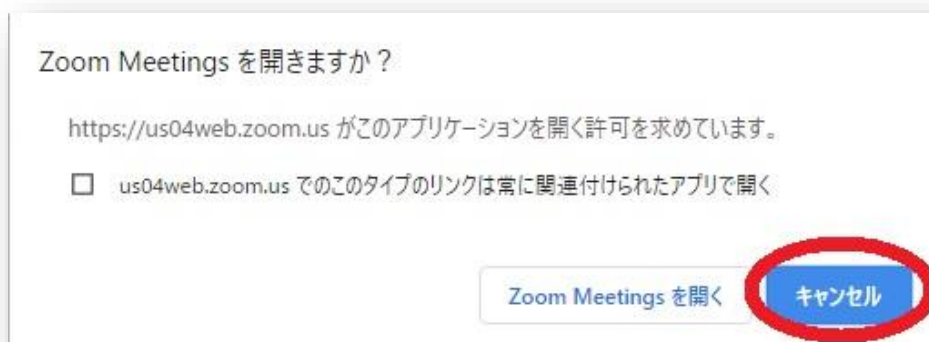 Zoom Meetings を開きますか？
https://us04web.zoom.us がこのアプリケーションを開く許可を求めています。
us04web.zoom.us でのこのタイプのリンクは常に関連付けられたアプリで開く
Zoom Meetings を開く キャンセル